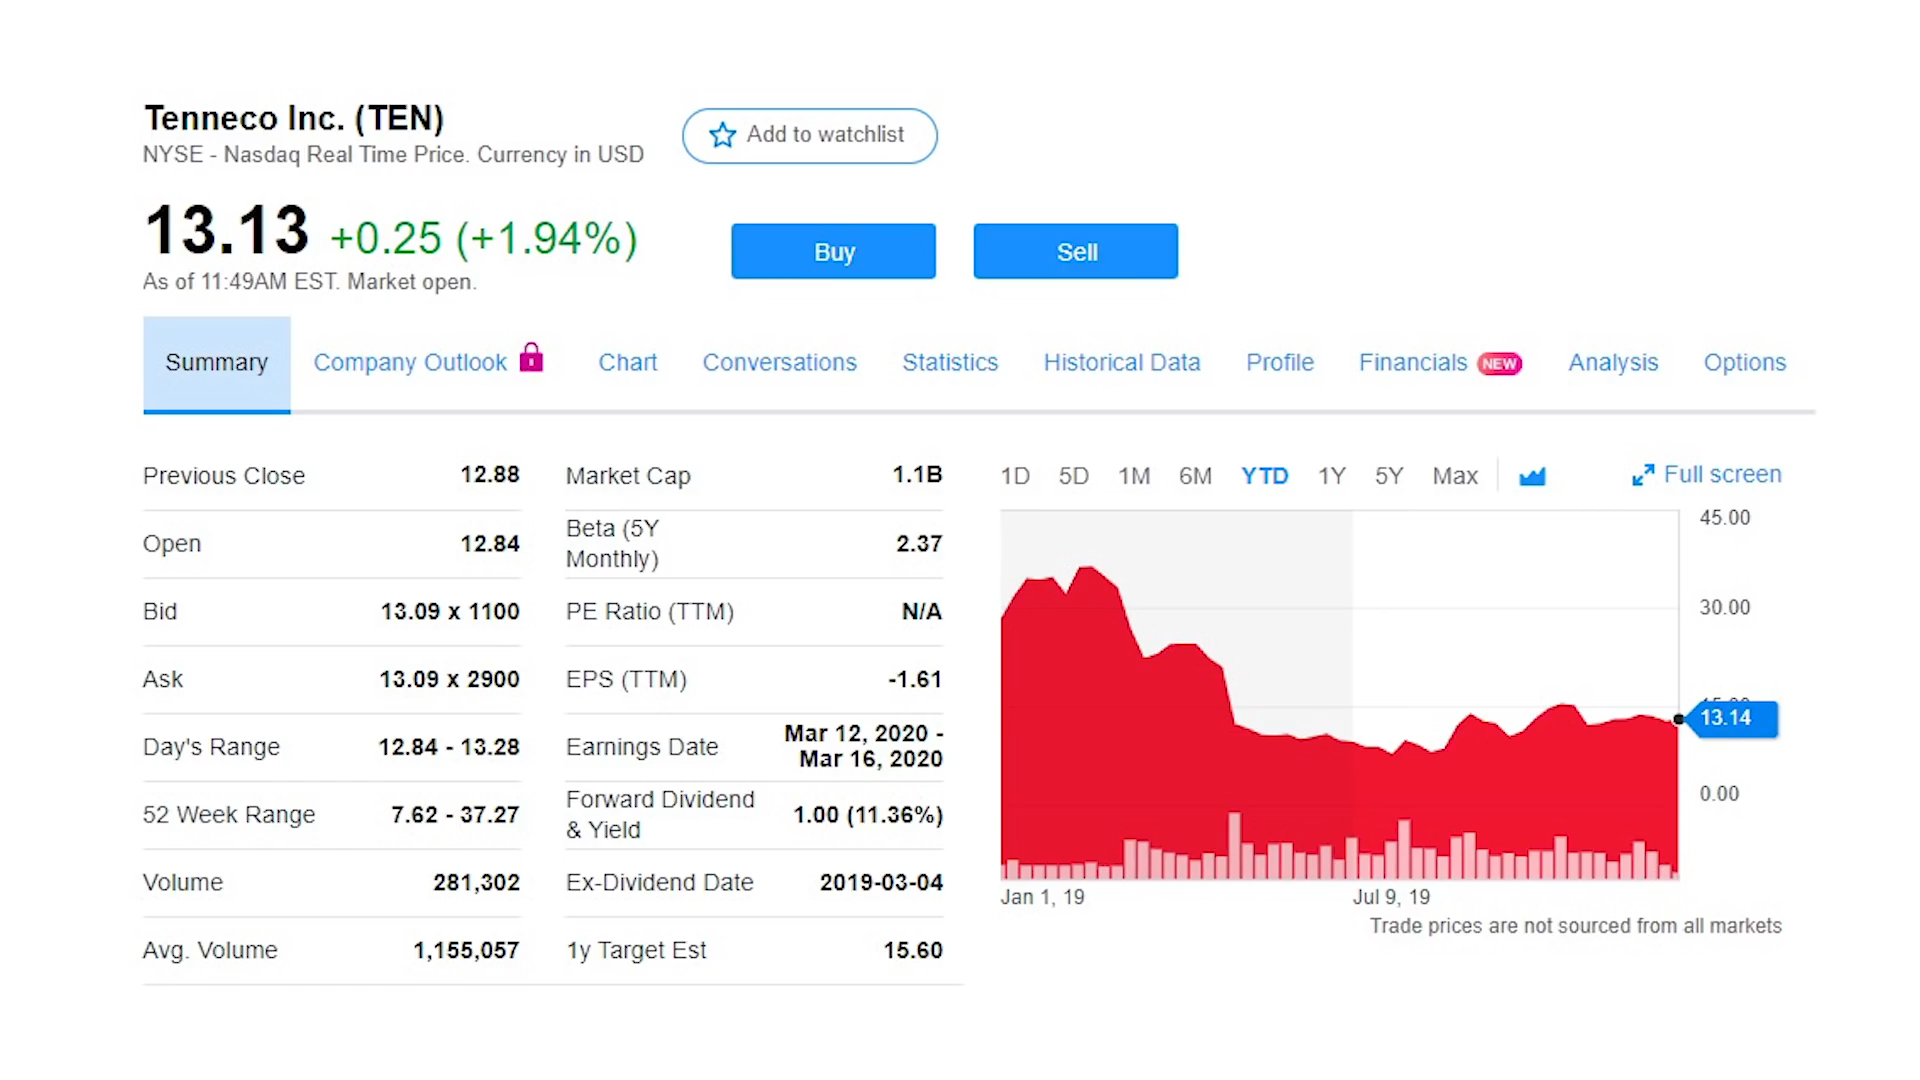 Tenneco Inc. (TEN)
NYSE - Nasdaq Real Time Price. Currency in USD
Add to watchlist
13.13 +0.25 (+1.94%)
As of 11:49AM EST. Market open.
Buy
Sell
Summary
Company Outlook
Chart
Conversations
Statistics
Historical Data
Profile
Financials NEW
Analysis
Options
Previous Close 12.88
Open 12.84
Bid 13.09 x 1100
Ask 13.09 x 2900
Day's Range 12.84 - 13.28
52 Week Range 7.62 - 37.27
Volume 281,302
Avg. Volume 1,155,057
Market Cap 1.1B
Beta (5Y
Monthly) 2.37
PE Ratio (TTM) N/A
EPS (TTM) -1.61
Earnings Date Mar 12, 2020 -
Mar 16, 2020
Forward Dividend
& Yield 1.00 (11.36%)
Ex-Dividend Date 2019-03-04
1y Target Est 15.60
1D 5D 1M 6M YTD 1Y 5Y Max
Full screen
45.00
30.00
13.14
0.00
Jan 1, 19
Jul 9, 19
Trade prices are not sourced from all markets